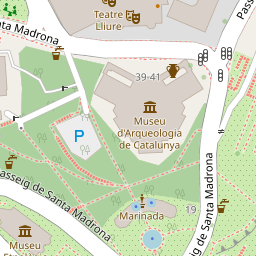 Teatre
Lliure
Santa Madrona
Pas
39-41
Museu
d'Arqueologia
de Catalunya
P
Passeig de Santa Madrona
Passeig de Santa Madrona
Marinada
19
Museu